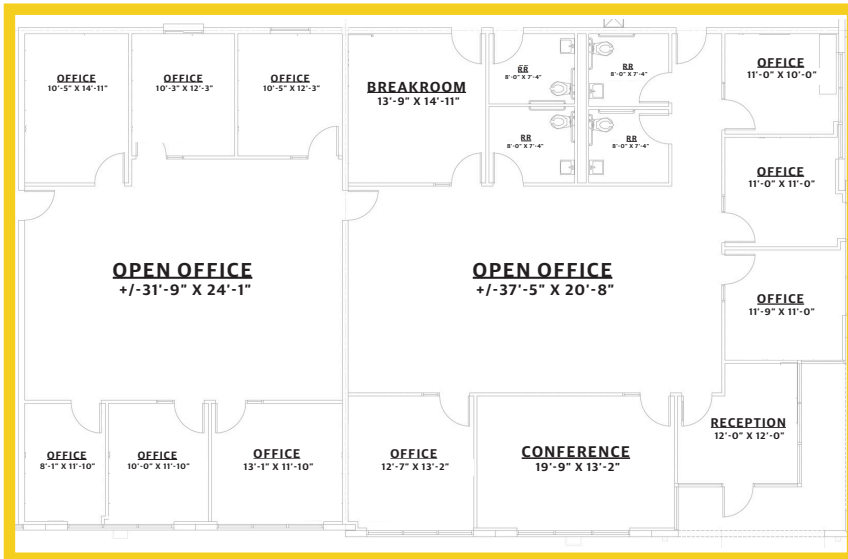 OFFICE
10'-5" X 14'-11"
OFFICE
10'-3" X 12'-3"
OFFICE
10'-5" X 12'-3"
BREAKROOM
13'-9" X 14'-11"
RR
8'-0" X 7'-4"
RR
8'-0" X 7'-4"
OFFICE
11'-0" X 10'-0"
RR
8'-0" X 7'-4"
RR
8'-0" X 7'-4"
OFFICE
11'-0" X 11'-0"
OPEN OFFICE
+/-31'-9" X 24'-1"
OPEN OFFICE
+/-37'-5" X 20'-8"
OFFICE
11'-9" X 11'-0"
RECEPTION
12'-0" X 12'-0"
OFFICE
8'-1" X 11'-10"
OFFICE
10'-0" X 11'-10"
OFFICE
13'-1" X 11'-10"
OFFICE
12'-7" X 13'-2"
CONFERENCE
19'-9" X 13'-2"